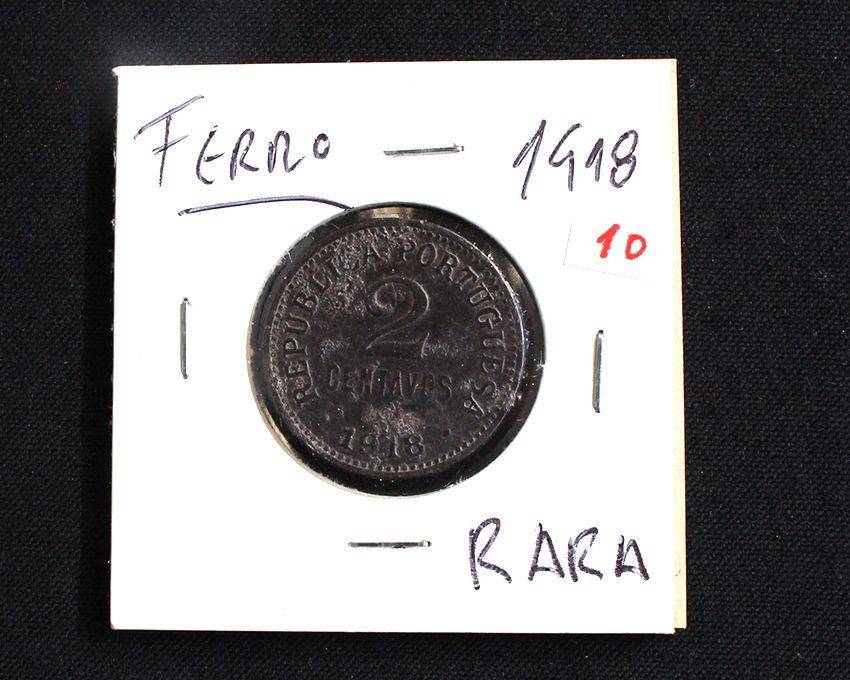 FERRO 1918
10
REPUBLICA PORTUGUESA
2
CENTAVOS
1918
RARA